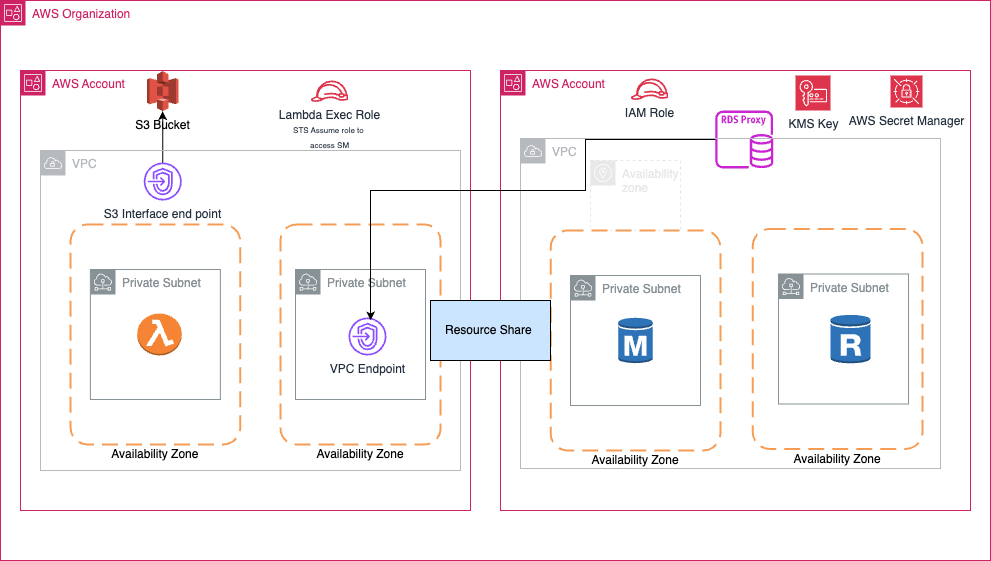 AWS Organization
AWS Account
S3 Bucket
Lambda Exec Role
STS Assume role to
access SM
VPC
S3 Interface end point
Private Subnet
Availability Zone
Private Subnet
VPC Endpoint
Availability Zone
Resource Share
AWS Account
IAM Role
RDS Proxy
KMS Key
AWS Secret Manager
VPC
Availability
zone
Private Subnet
M
Availability Zone
Private Subnet
R
Availability Zone